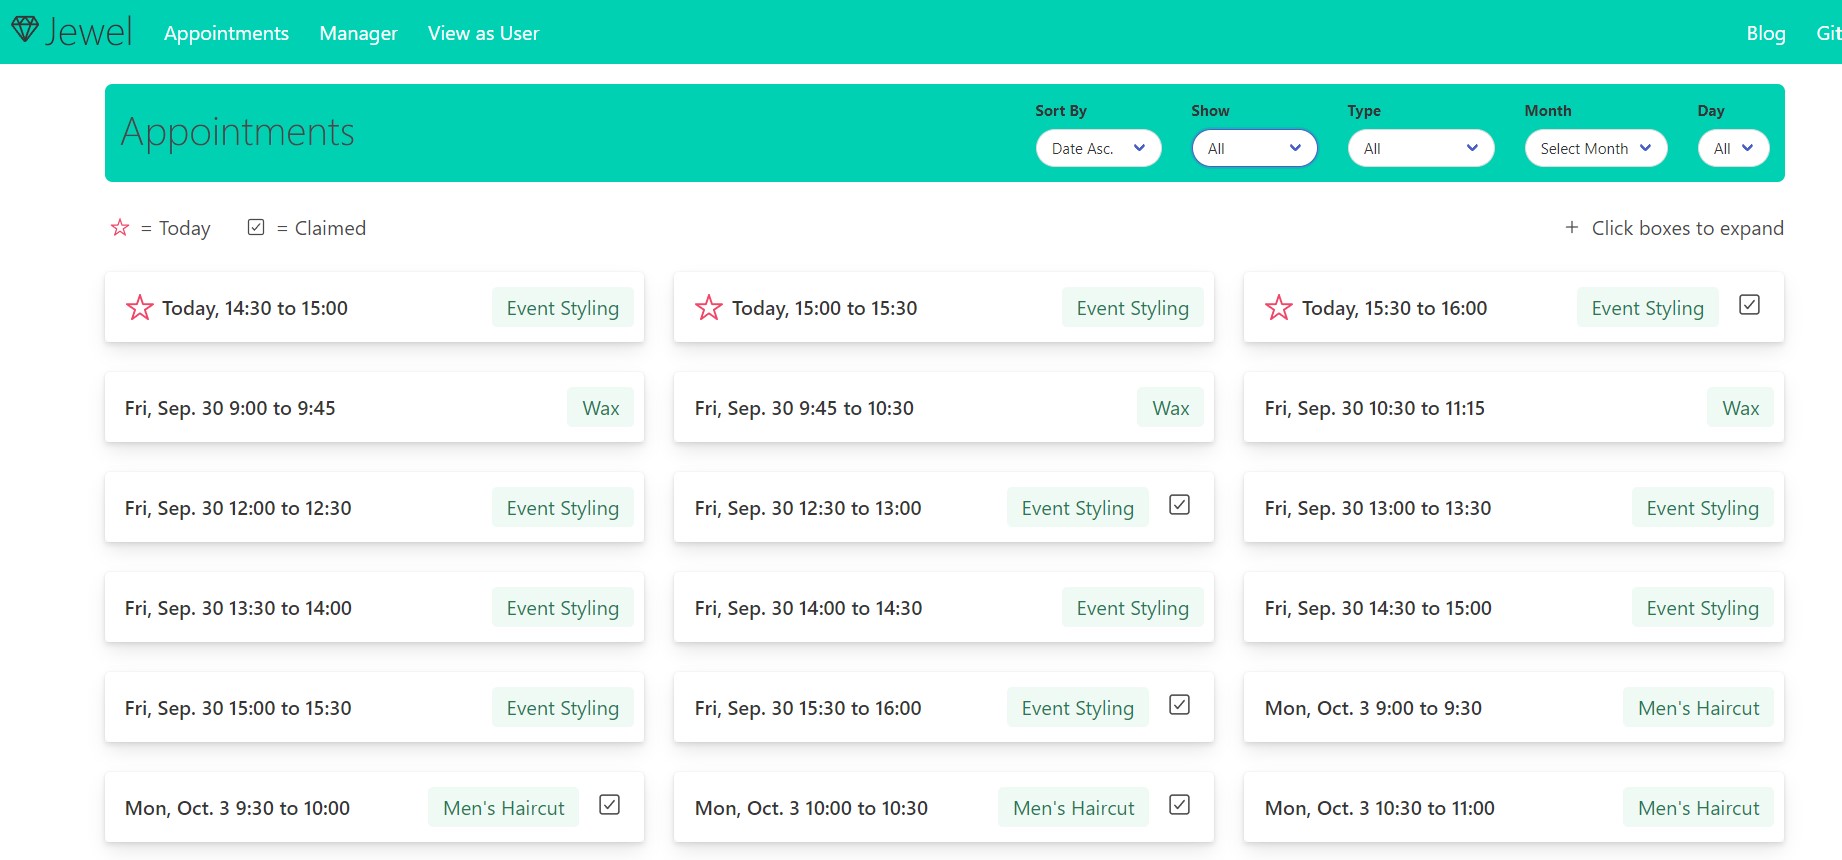 Jewel Appointments Manager View as User Blog Git
Appointments
Sort By Show Type Month Day
Date Asc. All All Select Month All
= Today = Claimed + Click boxes to expand
Today, 14:30 to 15:00 Event Styling Today, 15:00 to 15:30 Event Styling Today, 15:30 to 16:00 Event Styling
Fri, Sep. 30 9:00 to 9:45 Wax Fri, Sep. 30 9:45 to 10:30 Wax Fri, Sep. 30 10:30 to 11:15 Wax
Fri, Sep. 30 12:00 to 12:30 Event Styling Fri, Sep. 30 12:30 to 13:00 Event Styling Fri, Sep. 30 13:00 to 13:30 Event Styling
Fri, Sep. 30 13:30 to 14:00 Event Styling Fri, Sep. 30 14:00 to 14:30 Event Styling Fri, Sep. 30 14:30 to 15:00 Event Styling
Fri, Sep. 30 15:00 to 15:30 Event Styling Fri, Sep. 30 15:30 to 16:00 Event Styling Mon, Oct. 3 9:00 to 9:30 Men's Haircut
Mon, Oct. 3 9:30 to 10:00 Men's Haircut Mon, Oct. 3 10:00 to 10:30 Men's Haircut Mon, Oct. 3 10:30 to 11:00 Men's Haircut